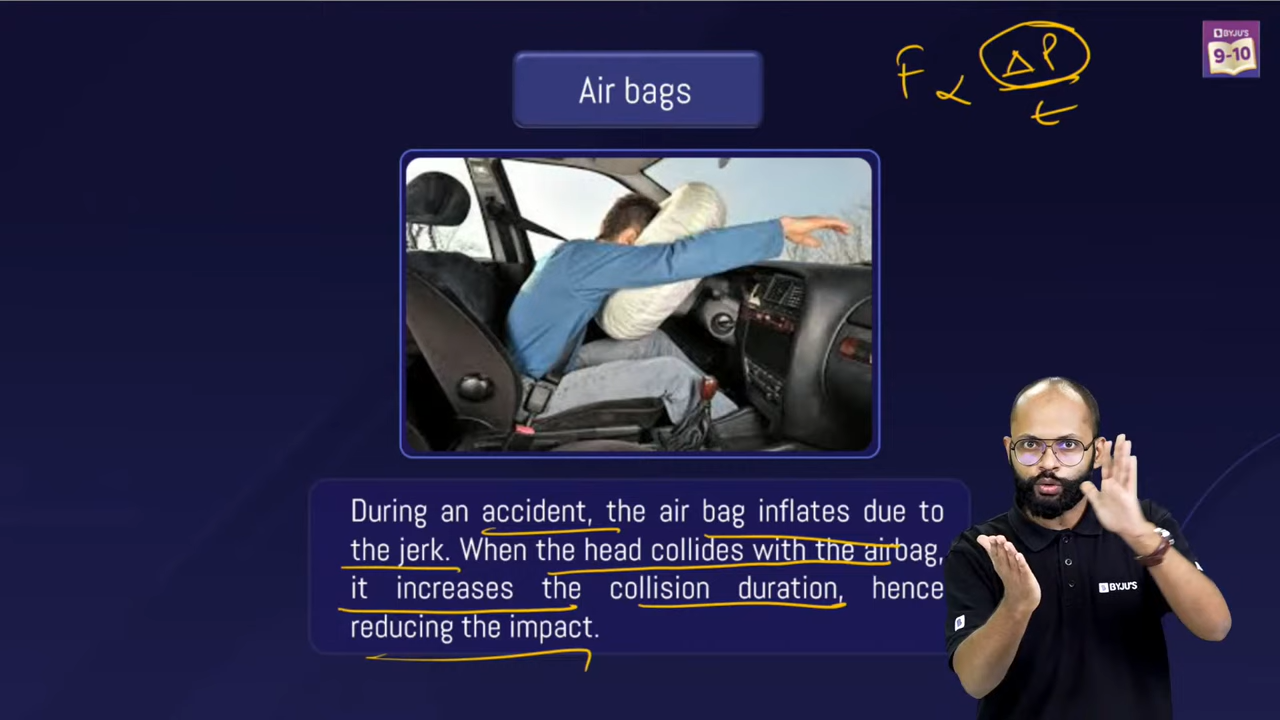 Air bags
F α ΔP
t
BYJU'S
9-10
During an accident, the air bag inflates due to
the jerk. When the head collides with the airbag,
it increases the collision duration, hence
reducing the impact.
BYJU'S